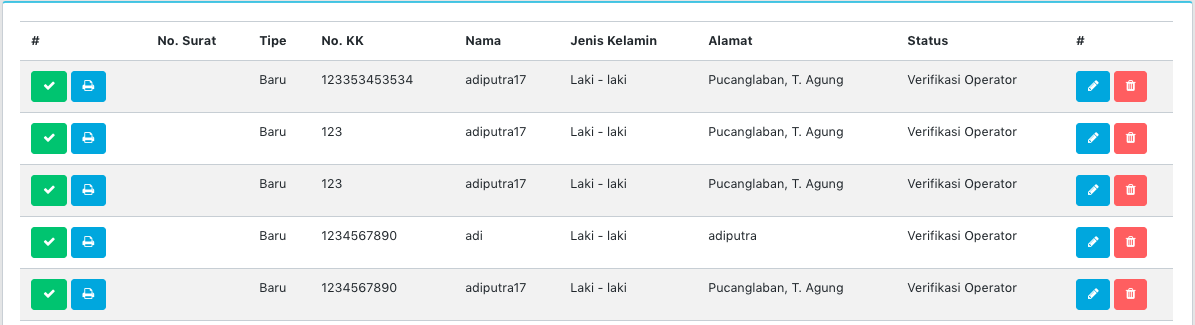 # No. Surat Tipe No. KK Nama Jenis Kelamin Alamat Status #
Baru 123353453534 adiputra17 Laki - laki Pucanglaban, T. Agung Verifikasi Operator
Baru 123 adiputra17 Laki - laki Pucanglaban, T. Agung Verifikasi Operator
Baru 123 adiputra17 Laki - laki Pucanglaban, T. Agung Verifikasi Operator
Baru 1234567890 adi Laki - laki adiputra Verifikasi Operator
Baru 1234567890 adiputra17 Laki - laki Pucanglaban, T. Agung Verifikasi Operator